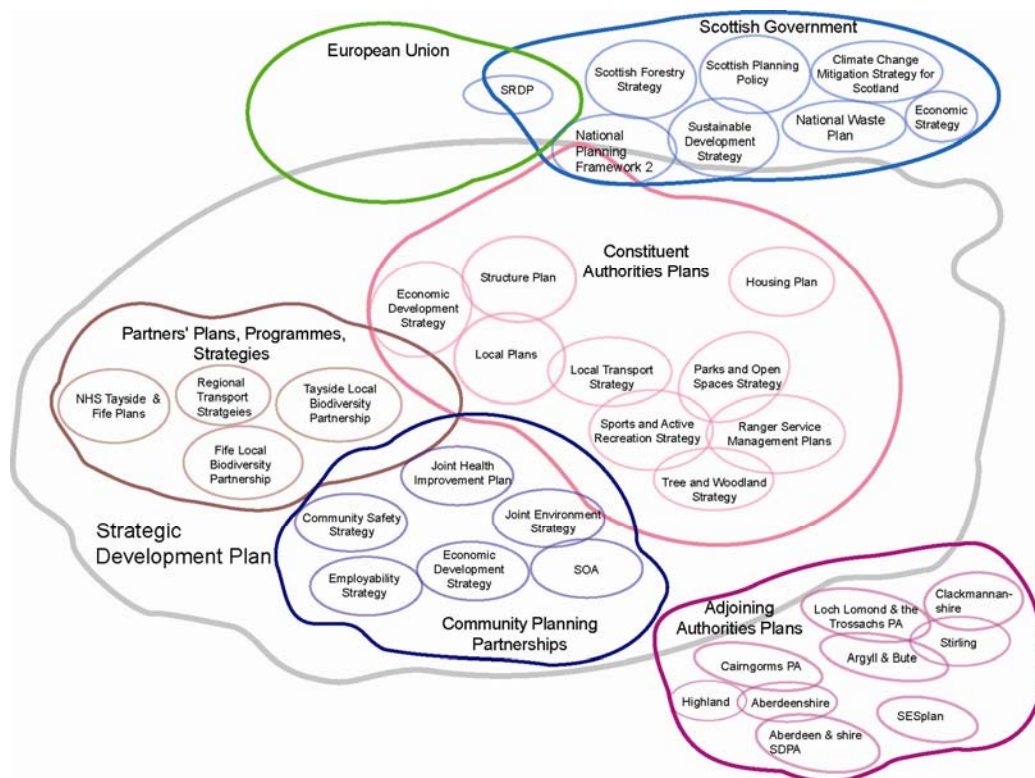 European Union
SRDP
Scottish Government
Scottish Forestry
Strategy
Scottish Planning
Policy
Climate Change
Mitigation Strategy for
Scotland
National
Planning
Framework 2
Sustainable
Development
Strategy
National Waste
Plan
Economic
Strategy
Constituent
Authorities Plans
Structure Plan
Housing Plan
Economic
Development
Strategy
Local Plans
Local Transport
Strategy
Parks and Open
Spaces Strategy
Sports and Active
Recreation Strategy
Ranger Service
Management Plans
Tree and Woodland
Strategy
Partners' Plans, Programmes,
Strategies
NHS Tayside &
Fife Plans
Regional
Transport
Stratgeies
Tayside Local
Biodiversity
Partnership
Fife Local
Biodiversity
Partnership
Strategic
Development Plan
Joint Health
Improvement Plan
Community Safety
Strategy
Joint Environment
Strategy
Employability
Strategy
Economic
Development
Strategy
SOA
Community Planning
Partnerships
Adjoining
Authorities Plans
Loch Lomond & the
Trossachs PA
Clackmannan-
shire
Stirling
Argyll & Bute
Cairngorms PA
Highland
Aberdeenshire
SESplan
Aberdeen & shire
SDPA